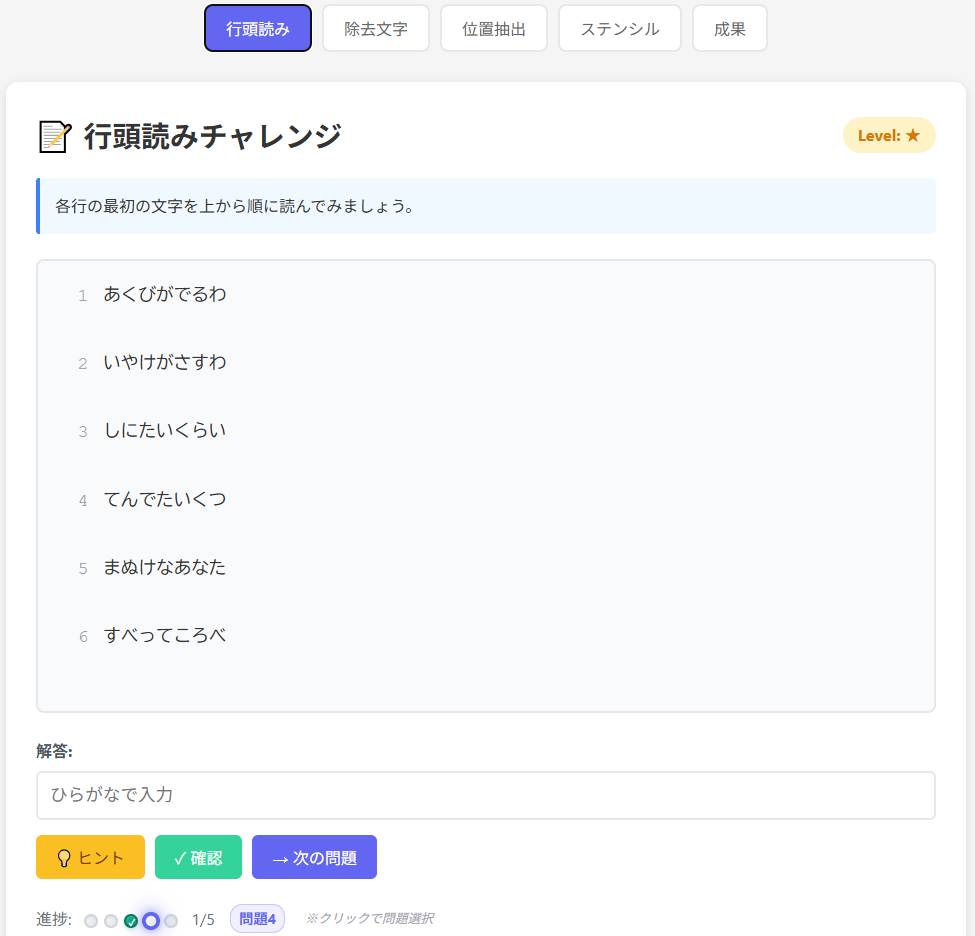 行頭読み 除去文字 位置抽出 ステンシル 成果
📝 行頭読みチャレンジ Level: ★
各行の最初の文字を上から順に読んでみましょう。
1 あくびがでるわ
2 いやけがさすわ
3 しにたいくらい
4 てんでたいくつ
5 まぬけなあなた
6 すべってころべ
解答:
ひらがなで入力
💡 ヒント ✓ 確認 → 次の問題
進捗: ✓ 1/5 問題4 ※クリックで問題選択